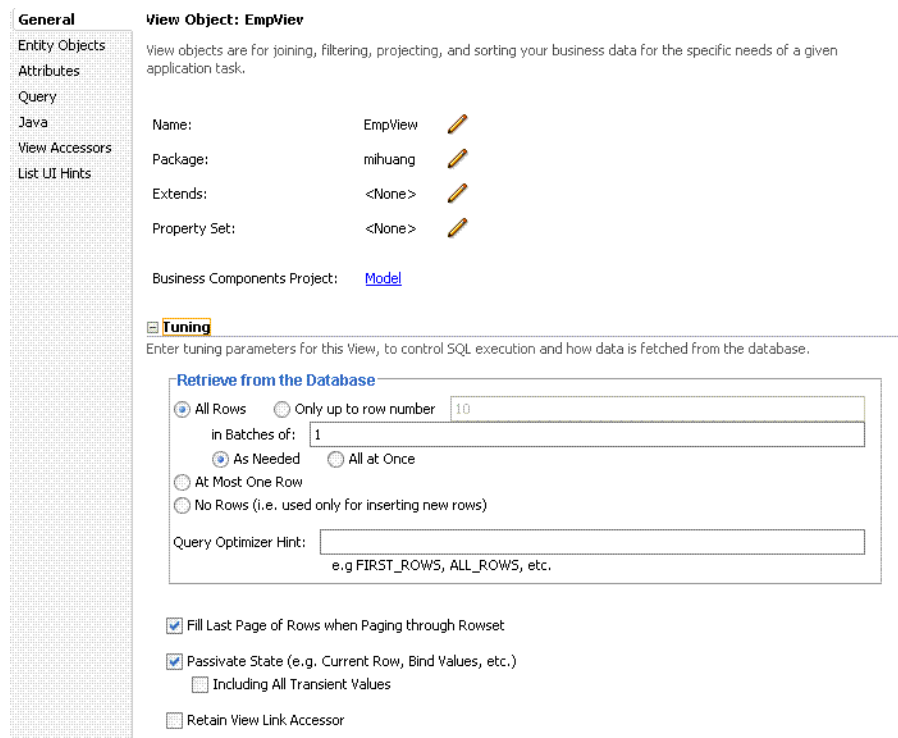 General
Entity Objects
Attributes
Query
Java
View Accessors
List UI Hints
View Object: EmpView
View objects are for joining, filtering, projecting, and sorting your business data for the specific needs of a given
application task.
Name: EmpView
Package: mihuang
Extends: <None>
Property Set: <None>
Business Components Project: Model
Tuning
Enter tuning parameters for this View, to control SQL execution and how data is fetched from the database.
Retrieve from the Database
All Rows Only up to row number 10
in Batches of: 1
As Needed All at Once
At Most One Row
No Rows (i.e. used only for inserting new rows)
Query Optimizer Hint:
e.g FIRST_ROWS, ALL_ROWS, etc.
Fill Last Page of Rows when Paging through Rowset
Passivate State (e.g. Current Row, Bind Values, etc.)
Including All Transient Values
Retain View Link Accessor